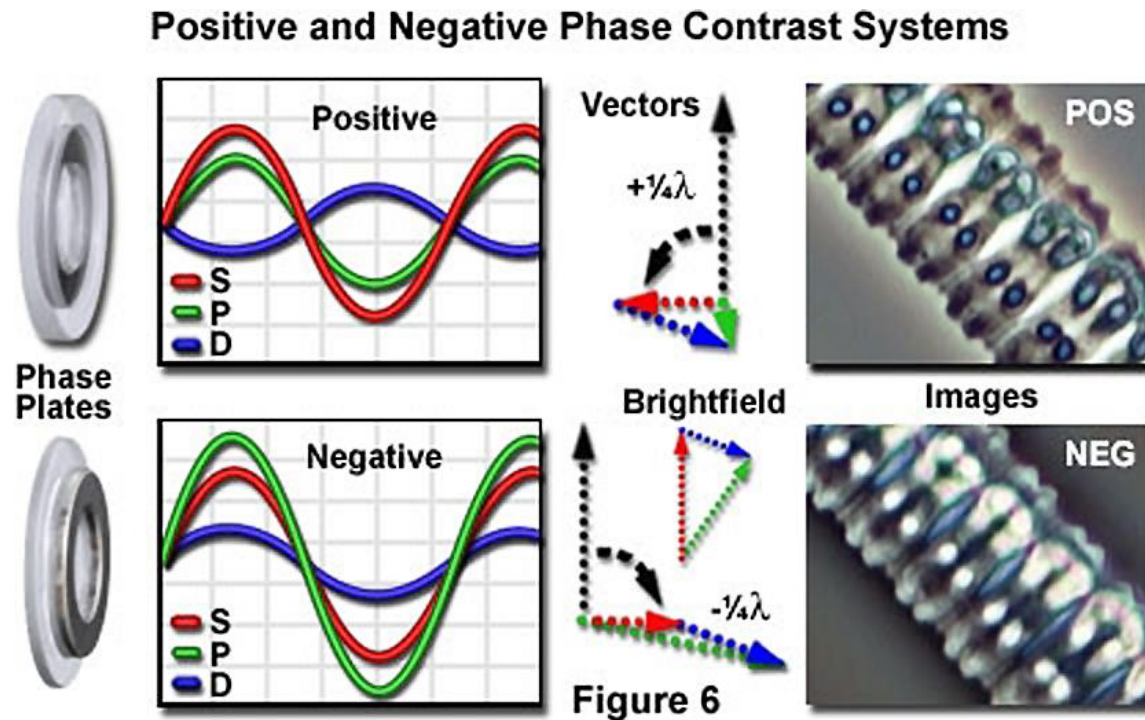 Positive and Negative Phase Contrast Systems
Positive
S
P
D
Vectors
+¼λ
POS
Phase
Plates
Brightfield
Images
Negative
S
P
D
-¼λ
NEG
Figure 6